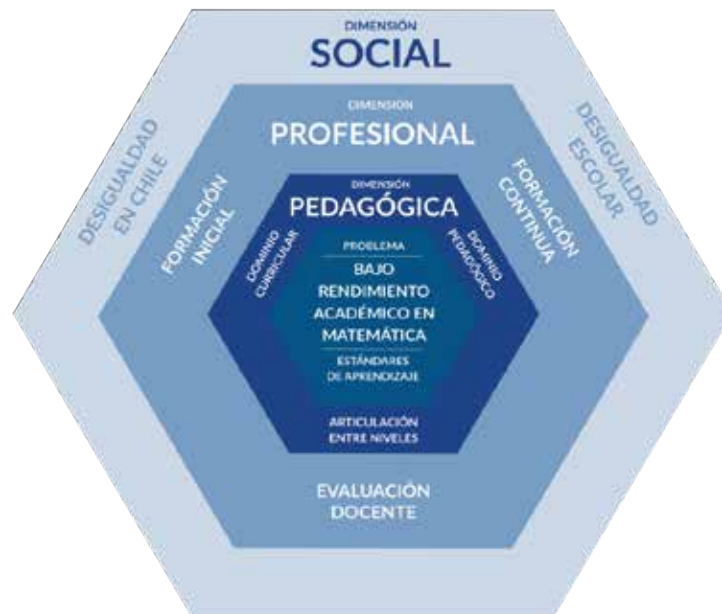 DIMENSIÓN
SOCIAL
DESIGUALDAD
EN CHILE
DESIGUALDAD
ESCOLAR
DIMENSIÓN
PROFESIONAL
FORMACIÓN
INICIAL
FORMACIÓN
CONTINUA
DIMENSIÓN
PEDAGÓGICA
DOMINIO
CURRICULAR
DOMINIO
PEDAGÓGICO
PROBLEMA
BAJO
RENDIMIENTO
ACADÉMICO EN
MATEMÁTICA
ESTÁNDARES
DE APRENDIZAJE
ARTICULACIÓN
ENTRE NIVELES
EVALUACIÓN
DOCENTE